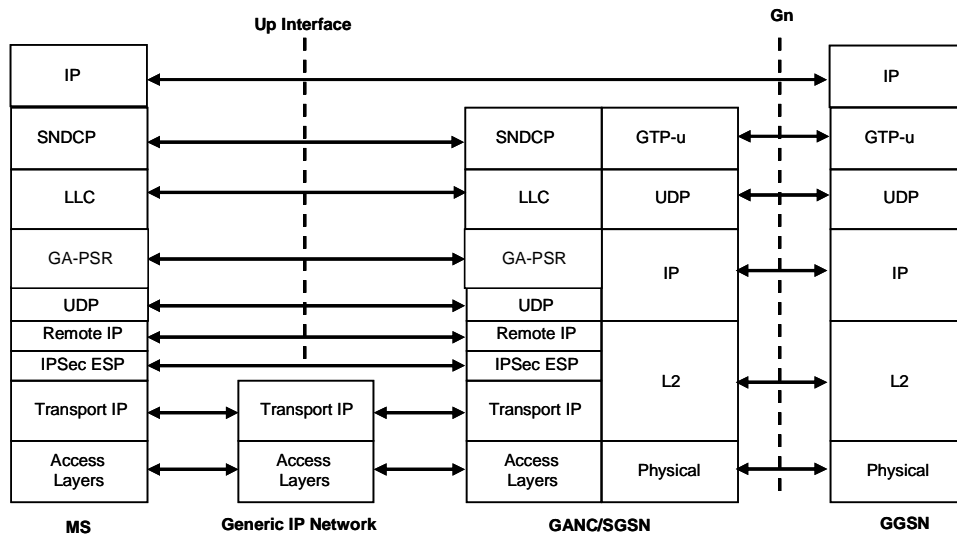 Up Interface
Gn
IP
IP
SNDCP
SNDCP
GTP-u
GTP-u
LLC
LLC
UDP
UDP
GA-PSR
GA-PSR
IP
IP
UDP
UDP
Remote IP
Remote IP
IPSec ESP
IPSec ESP
L2
L2
Transport IP
Transport IP
Transport IP
Access
Layers
Access
Layers
Access
Layers
Physical
Physical
MS
Generic IP Network
GANC/SGSN
GGSN